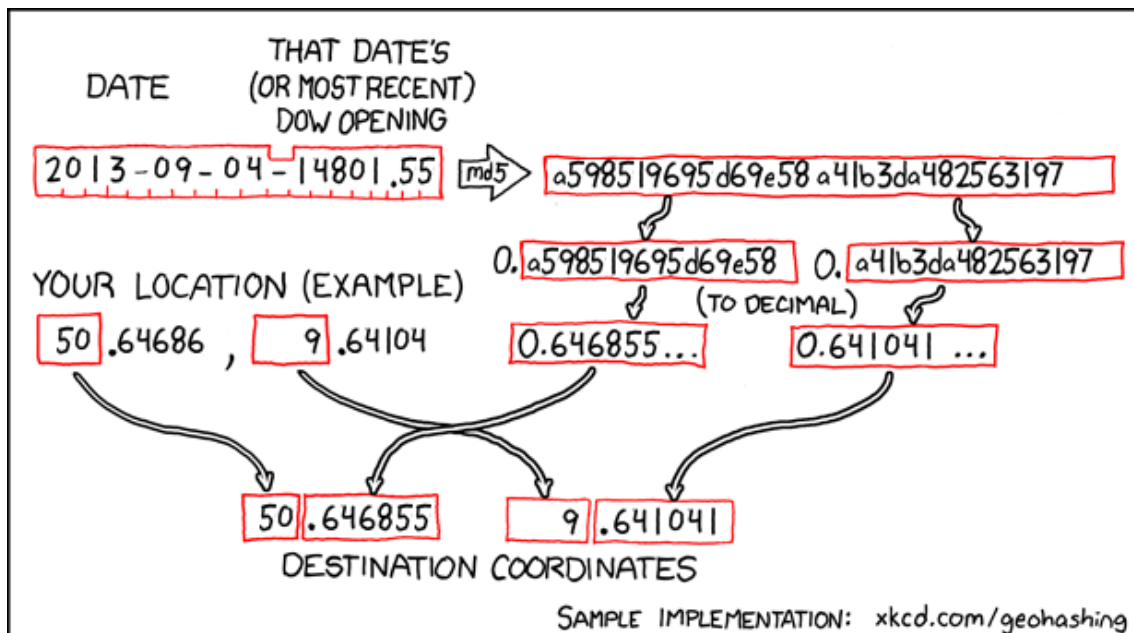 DATE
THAT DATE'S
(OR MOST RECENT)
DOW OPENING
2013-09-04-14801.55
md5
a598519695d69e58a41b3da482563197
0.a598519695d69e58
0.a41b3da482563197
YOUR LOCATION (EXAMPLE)
(TO DECIMAL)
50.64686, 9.64104
0.646855...
0.641041...
50.646855
9.641041
DESTINATION COORDINATES
SAMPLE IMPLEMENTATION: xkcd.com/geohashing